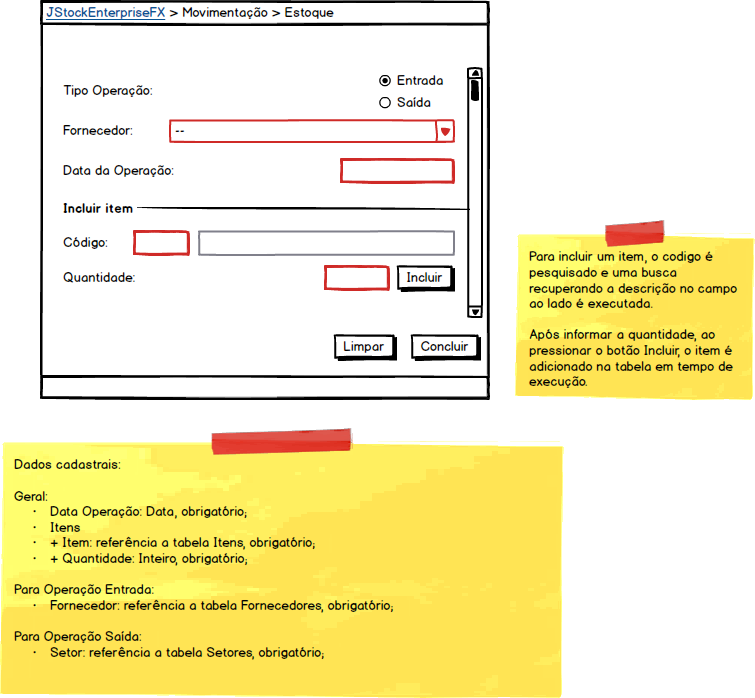 JStockEnterpriseFX > Movimentação > Estoque
Tipo Operação:
Entrada
Saída
Fornecedor:
--
Data da Operação:
Incluir item
Código:
Quantidade:
Incluir
Limpar
Concluir
Para incluir um item, o codigo é
pesquisado e uma busca
recuperando a descrição no campo
ao lado é executada.
Após informar a quantidade, ao
pressionar o botão Incluir, o item é
adicionado na tabela em tempo de
execução.
Dados cadastrais:
Geral:
· Data Operação: Data, obrigatório;
· Itens
· + Item: referência a tabela Itens, obrigatório;
· + Quantidade: Inteiro, obrigatório;
Para Operação Entrada:
· Fornecedor: referência a tabela Fornecedores, obrigatório;
Para Operação Saída:
· Setor: referência a tabela Setores, obrigatório;